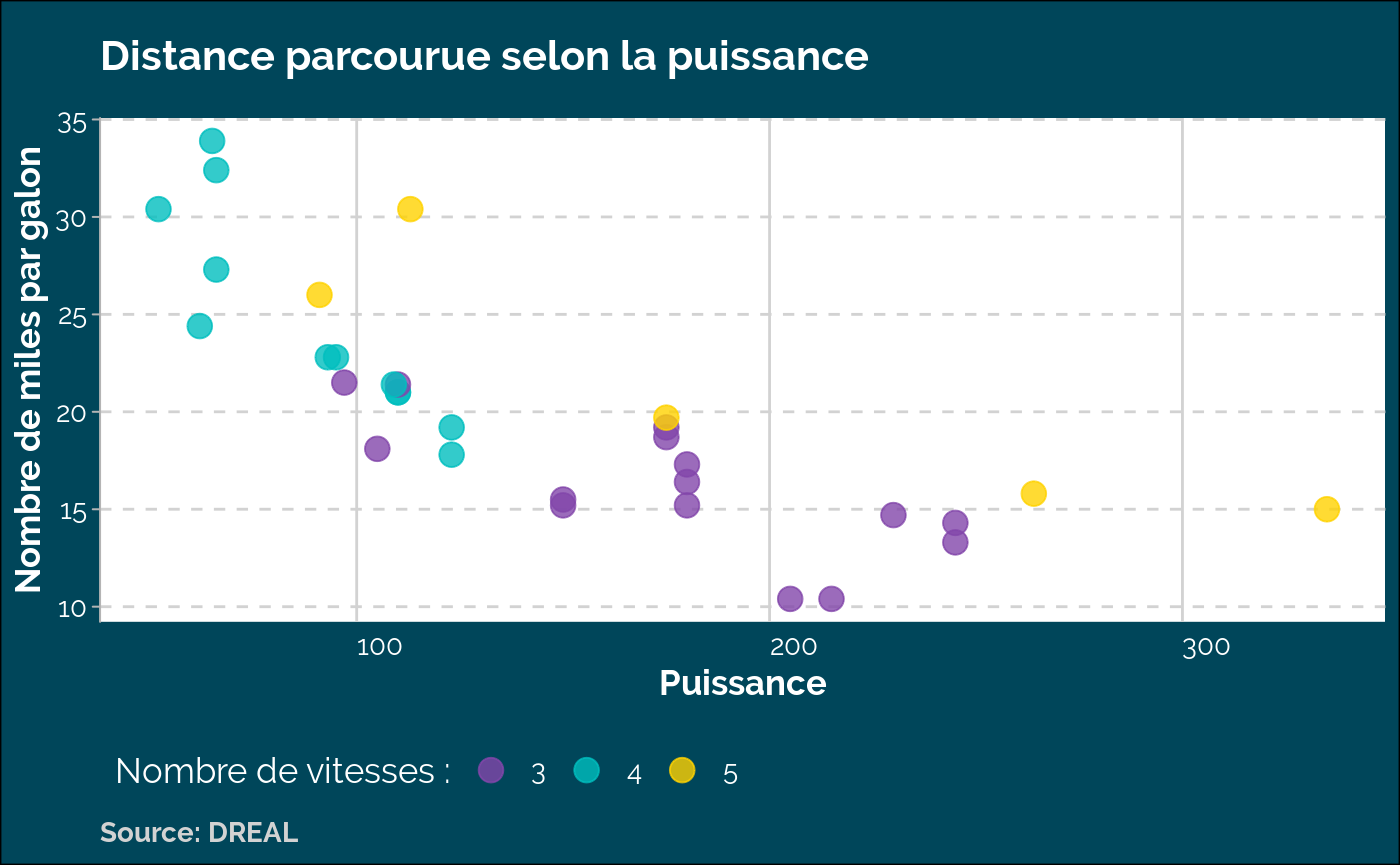 Distance parcourue selon la puissance
Nombre de miles par galon
35
30
25
20
15
10
100 200 300
Puissance
Nombre de vitesses : 3 4 5
Source: DREAL